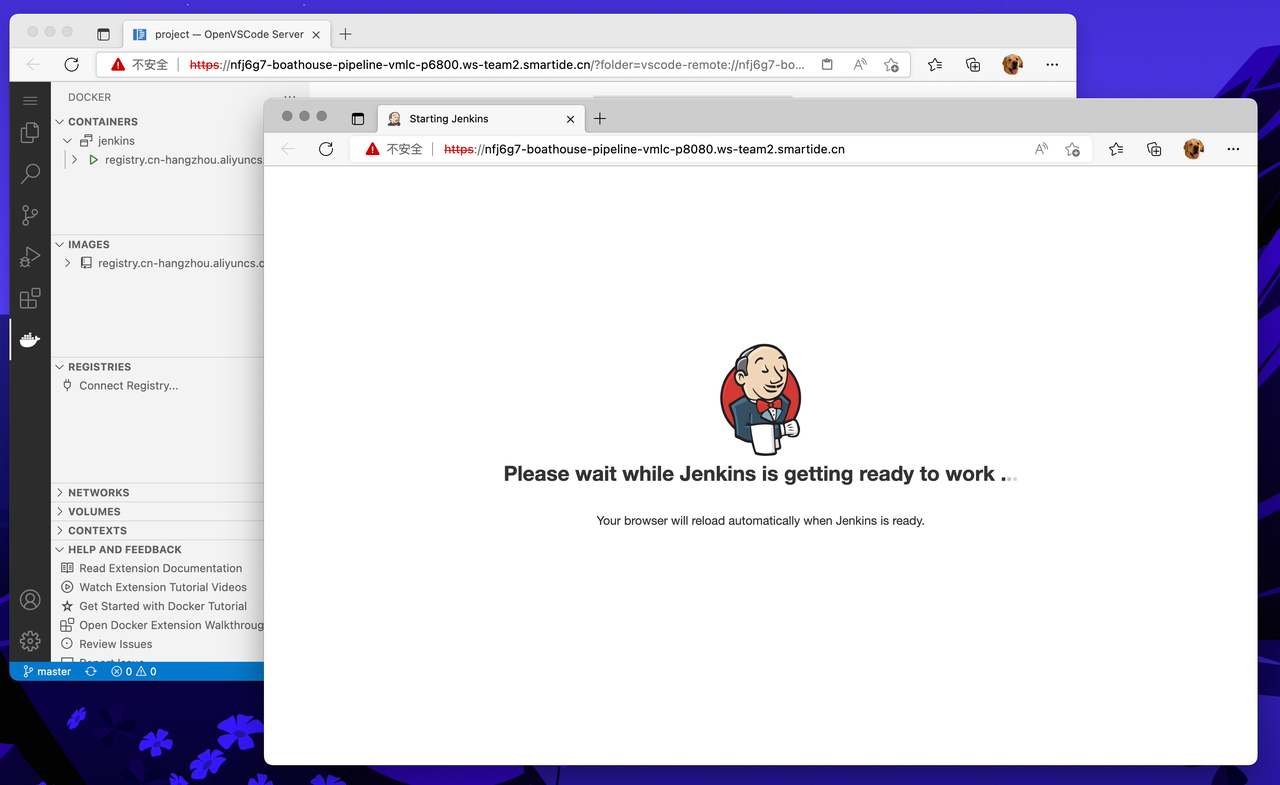 project — OpenVSCode Server
不安全
https://nfj6g7-boathouse-pipeline-vmlc-p6800.ws-team2.smartide.cn/?folder=vscode-remote://nfj6g7-bo...
DOCKER
CONTAINERS
jenkins
registry.cn-hangzhou.aliyuncs.
IMAGES
registry.cn-hangzhou.aliyuncs.c
REGISTRIES
Connect Registry...
NETWORKS
VOLUMES
CONTEXTS
HELP AND FEEDBACK
Read Extension Documentation
Watch Extension Tutorial Videos
Get Started with Docker Tutorial
Open Docker Extension Walkthroug
Review Issues
Report Issue
master
0
0
Starting Jenkins
不安全
https://nfj6g7-boathouse-pipeline-vmlc-p8080.ws-team2.smartide.cn
Please wait while Jenkins is getting ready to work ...
Your browser will reload automatically when Jenkins is ready.